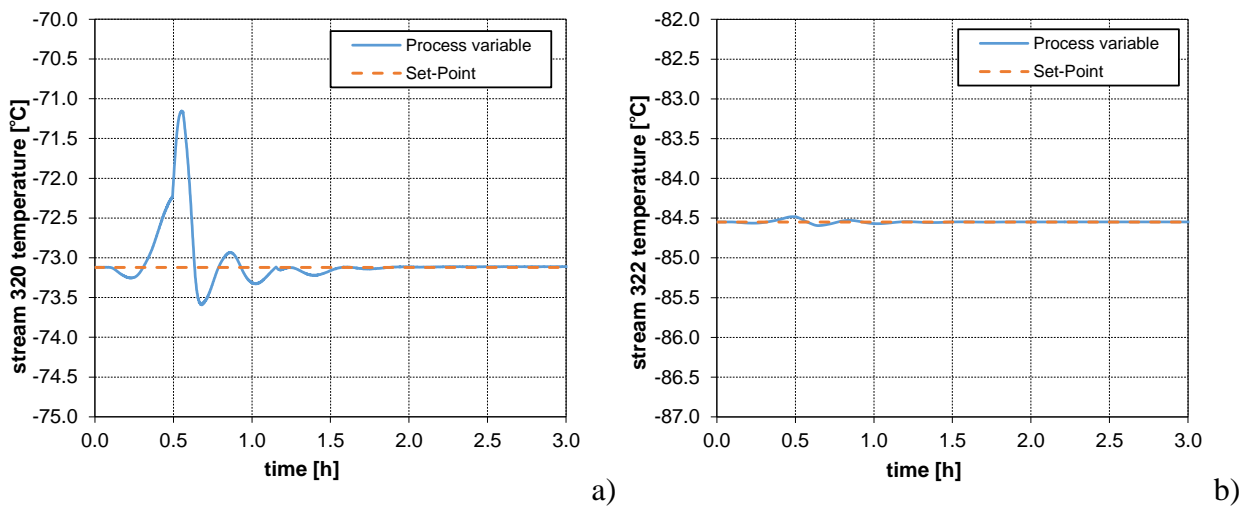 stream 320 temperature [°C]
-70.0
-70.5
-71.0
-71.5
-72.0
-72.5
-73.0
-73.5
-74.0
-74.5
-75.0
Process variable
Set-Point
0.0 0.5 1.0 1.5 2.0 2.5 3.0
time [h]
a)
stream 322 temperature [°C]
-82.0
-82.5
-83.0
-83.5
-84.0
-84.5
-85.0
-85.5
-86.0
-86.5
-87.0
Process variable
Set-Point
0.0 0.5 1.0 1.5 2.0 2.5 3.0
time [h]
b)